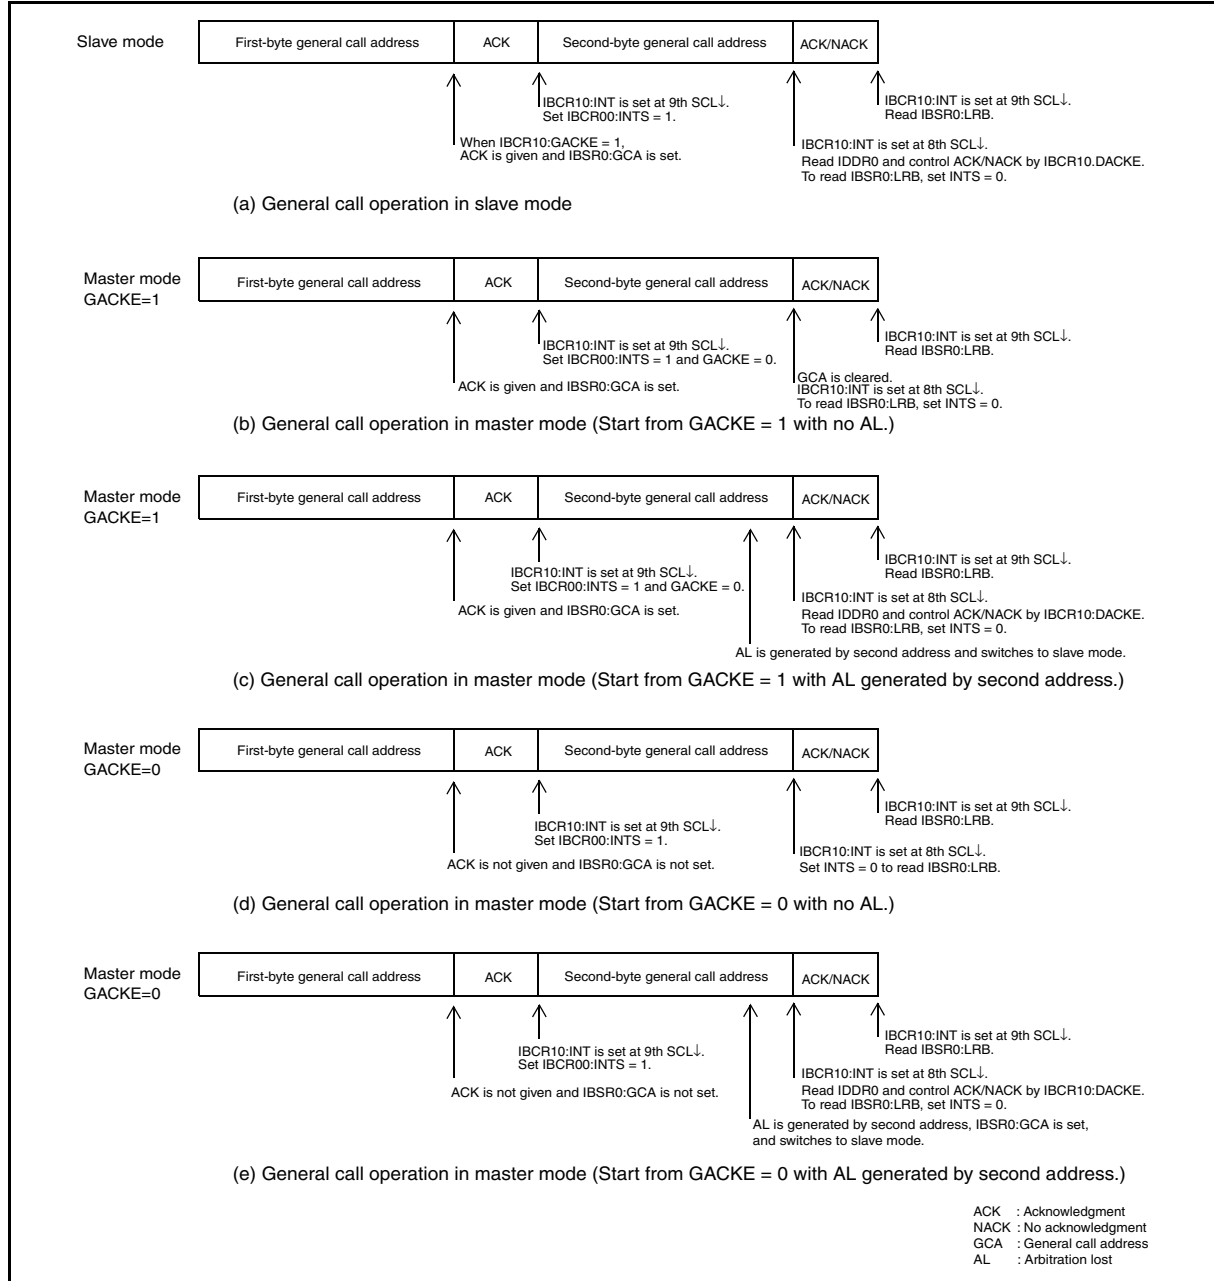 Slave mode
First-byte general call address
ACK
Second-byte general call address
ACK/NACK
IBCR10:INT is set at 9th SCL↓.
Set IBCR00:INTS = 1.
IBCR10:INT is set at 9th SCL↓.
Read IBSR0:LRB.
When IBCR10:GACKE = 1,
ACK is given and IBSR0:GCA is set.
IBCR10:INT is set at 8th SCL↓.
Read IDDR0 and control ACK/NACK by IBCR10.DACKE.
To read IBSR0:LRB, set INTS = 0.
(a) General call operation in slave mode
Master mode
GACKE=1
First-byte general call address
ACK
Second-byte general call address
ACK/NACK
IBCR10:INT is set at 9th SCL↓.
Set IBCR00:INTS = 1 and GACKE = 0.
IBCR10:INT is set at 9th SCL↓.
Read IBSR0:LRB.
ACK is given and IBSR0:GCA is set.
GCA is cleared.
IBCR10:INT is set at 8th SCL↓.
To read IBSR0:LRB, set INTS = 0.
(b) General call operation in master mode (Start from GACKE = 1 with no AL.)
Master mode
GACKE=1
First-byte general call address
ACK
Second-byte general call address
ACK/NACK
IBCR10:INT is set at 9th SCL↓.
Set IBCR00:INTS = 1 and GACKE = 0.
IBCR10:INT is set at 9th SCL↓.
Read IBSR0:LRB.
ACK is given and IBSR0:GCA is set.
IBCR10:INT is set at 8th SCL↓.
Read IDDR0 and control ACK/NACK by IBCR10:DACKE.
To read IBSR0:LRB, set INTS = 0.
AL is generated by second address and switches to slave mode.
(c) General call operation in master mode (Start from GACKE = 1 with AL generated by second address.)
Master mode
GACKE=0
First-byte general call address
ACK
Second-byte general call address
ACK/NACK
IBCR10:INT is set at 9th SCL↓.
Set IBCR00:INTS = 1.
IBCR10:INT is set at 9th SCL↓.
Read IBSR0:LRB.
ACK is not given and IBSR0:GCA is not set.
IBCR10:INT is set at 8th SCL↓.
Set INTS = 0 to read IBSR0:LRB.
(d) General call operation in master mode (Start from GACKE = 0 with no AL.)
Master mode
GACKE=0
First-byte general call address
ACK
Second-byte general call address
ACK/NACK
IBCR10:INT is set at 9th SCL↓.
Set IBCR00:INTS = 1.
IBCR10:INT is set at 9th SCL↓.
Read IBSR0:LRB.
ACK is not given and IBSR0:GCA is not set.
IBCR10:INT is set at 8th SCL↓.
Read IDDR0 and control ACK/NACK by IBCR10:DACKE.
To read IBSR0:LRB, set INTS = 0.
AL is generated by second address, IBSR0:GCA is set,
and switches to slave mode.
(e) General call operation in master mode (Start from GACKE = 0 with AL generated by second address.)
ACK : Acknowledgment
NACK : No acknowledgment
GCA : General call address
AL : Arbitration lost